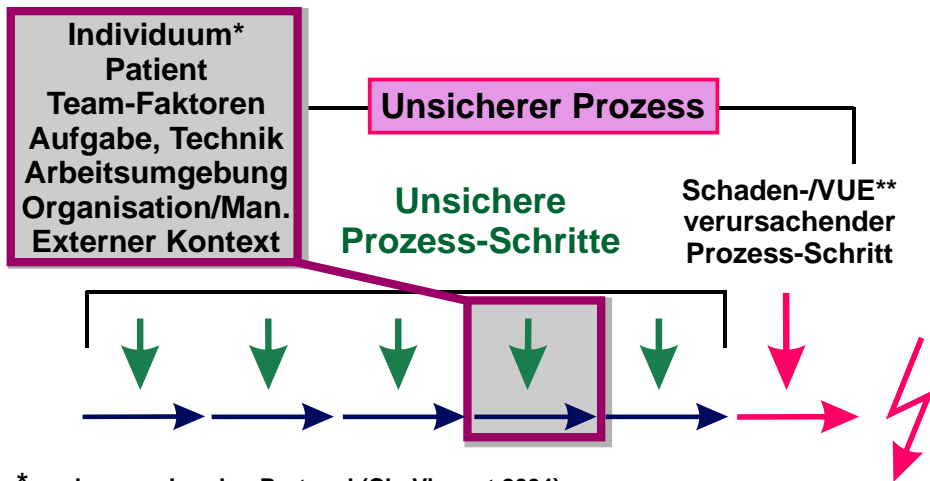 Individuum*
Patient
Team-Faktoren
Aufgabe, Technik
Arbeitsumgebung
Organisation/Man.
Externer Kontext
Unsicherer Prozess
Unsichere
Prozess-Schritte
Schaden-/VUE**
verursachender
Prozess-Schritt
*